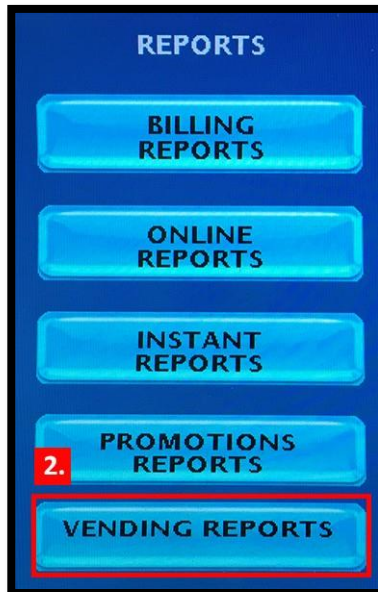 REPORTS
BILLING
REPORTS
ONLINE
REPORTS
INSTANT
REPORTS
PROMOTIONS
REPORTS
2.
VENDING REPORTS